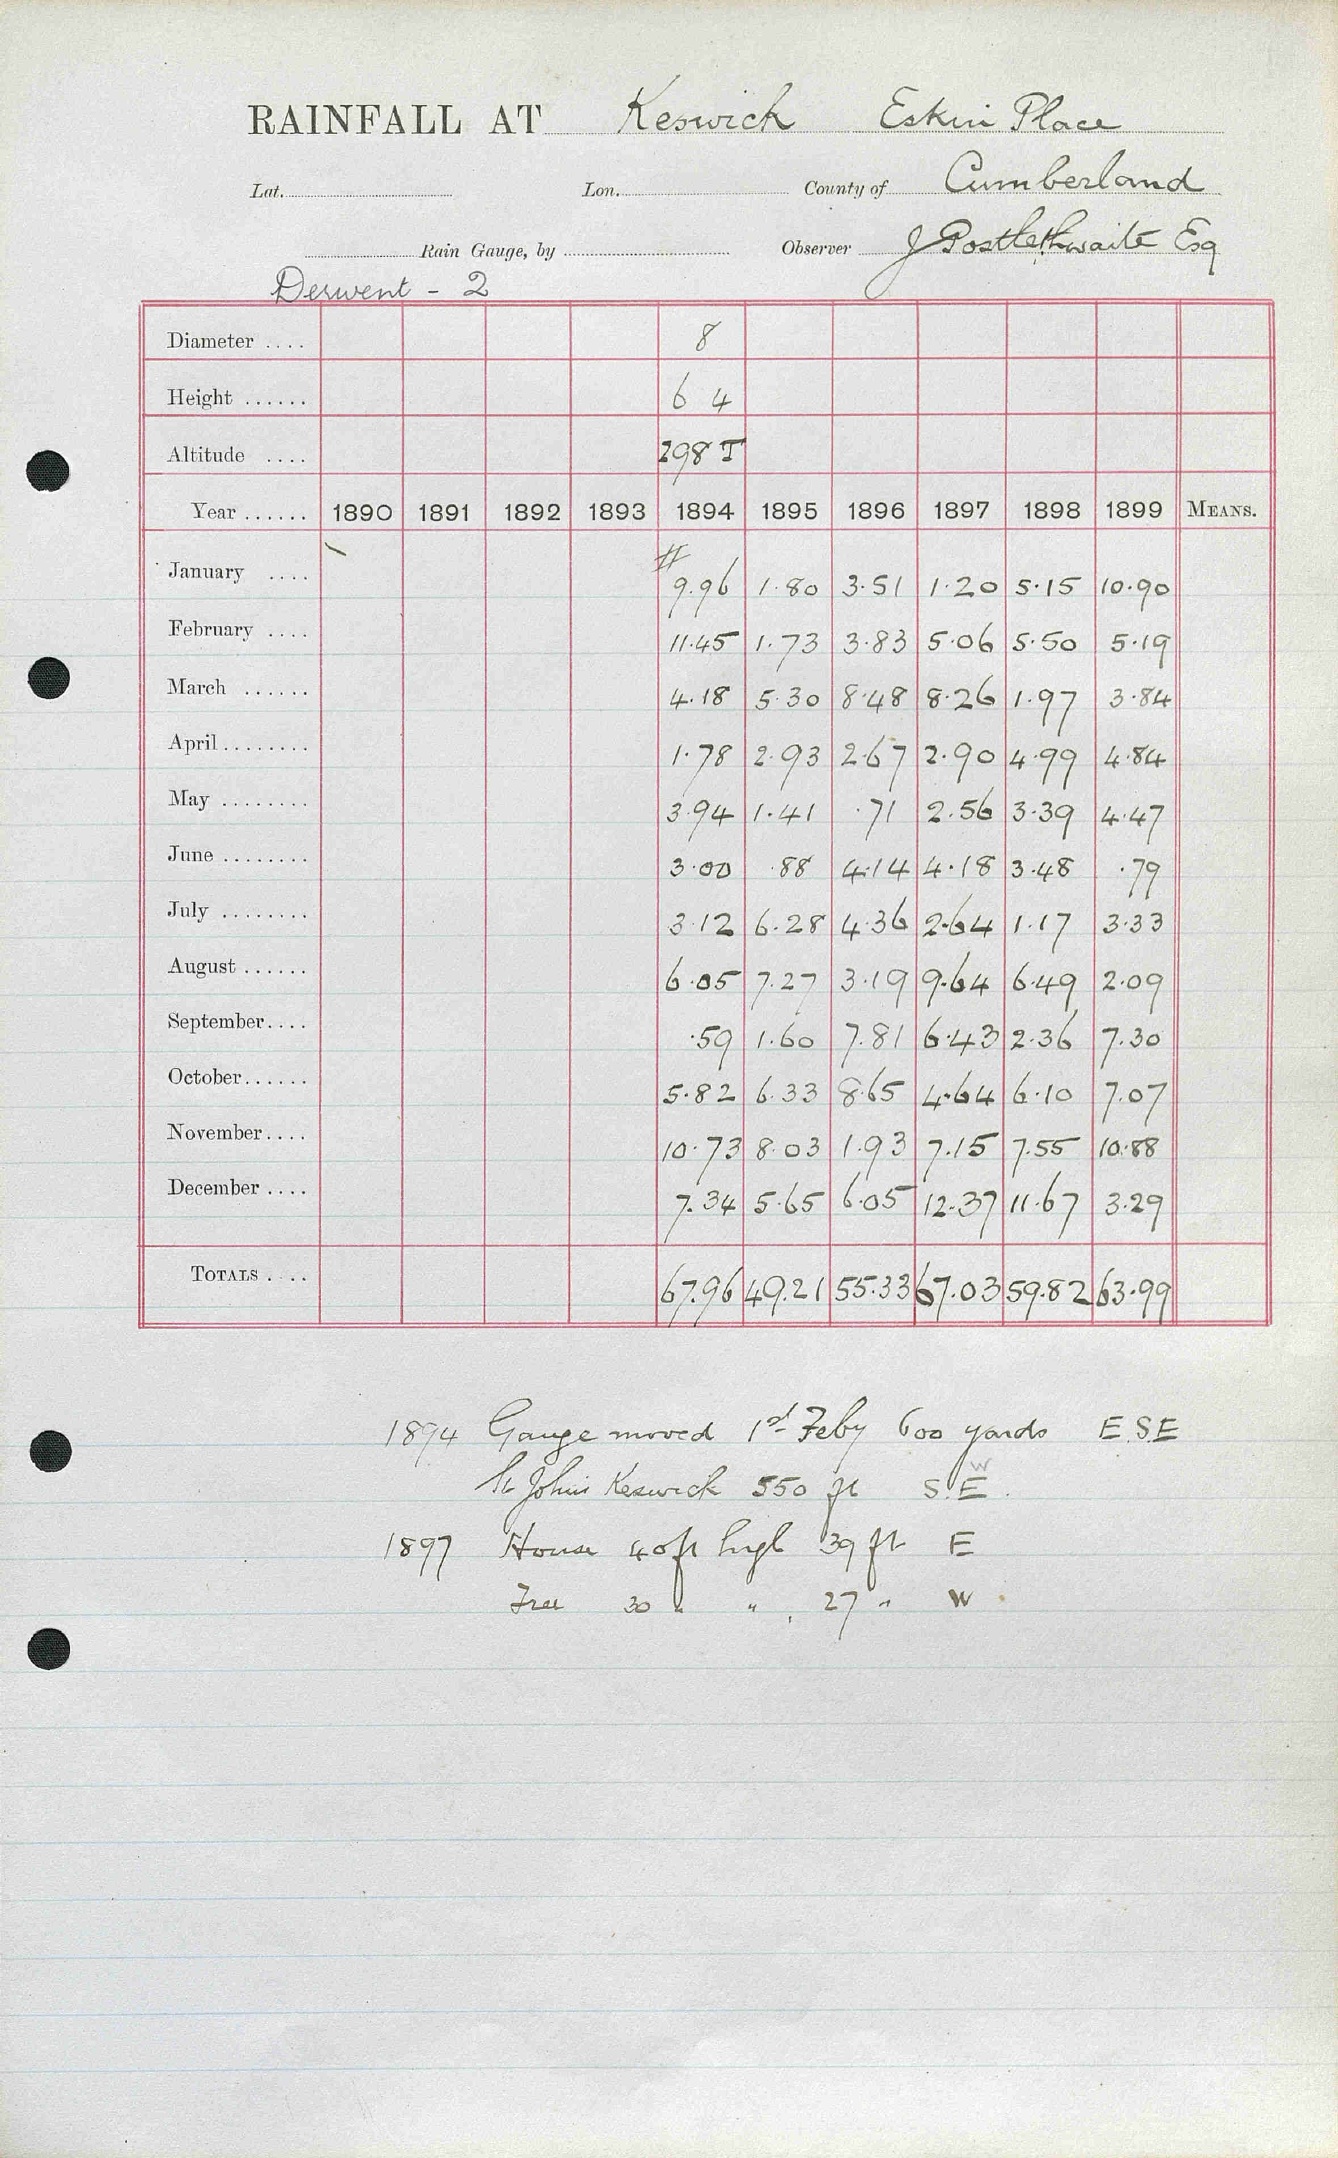 RAINFALL AT Keswick Eskin Place
Lat. Lon. County of Cumberland
Rain Gauge, by Observer J Postlethwaite Esq
Derwent - 2
Diameter .... 8
Height ...... 6 4
Altitude .... 298 T
Year ...... 1890 1891 1892 1893 1894 1895 1896 1897 1898 1899 MEANS.
January .... # 9.96 1.80 3.51 1.20 5.15 10.90
February .... 11.45 1.73 3.83 5.06 5.50 5.19
March ...... 4.18 5.30 8.48 8.26 1.97 3.84
April ........ 1.78 2.93 2.67 2.90 4.99 4.84
May ........ 3.94 1.41 .71 2.56 3.39 4.47
June ........ 3.00 .88 4.14 4.18 3.48 .79
July ........ 3.12 6.28 4.36 2.64 1.17 3.33
August ...... 6.05 7.27 3.19 9.64 6.49 2.09
September.... .59 1.60 7.81 6.43 2.36 7.30
October...... 5.82 6.33 8.65 4.64 6.10 7.07
November.... 10.73 8.03 1.93 7.15 7.55 10.88
December .... 7.34 5.65 6.05 12.37 11.67 3.29
TOTALS .... 67.96 49.21 55.33 67.03 59.82 63.99
1894 Gauge moved 1st Feby 600 yards E.S.E
St Johns Keswick 550 ft S.E W
1897 House 40 ft high 39 ft E
Tree 30 " " , 27 " W